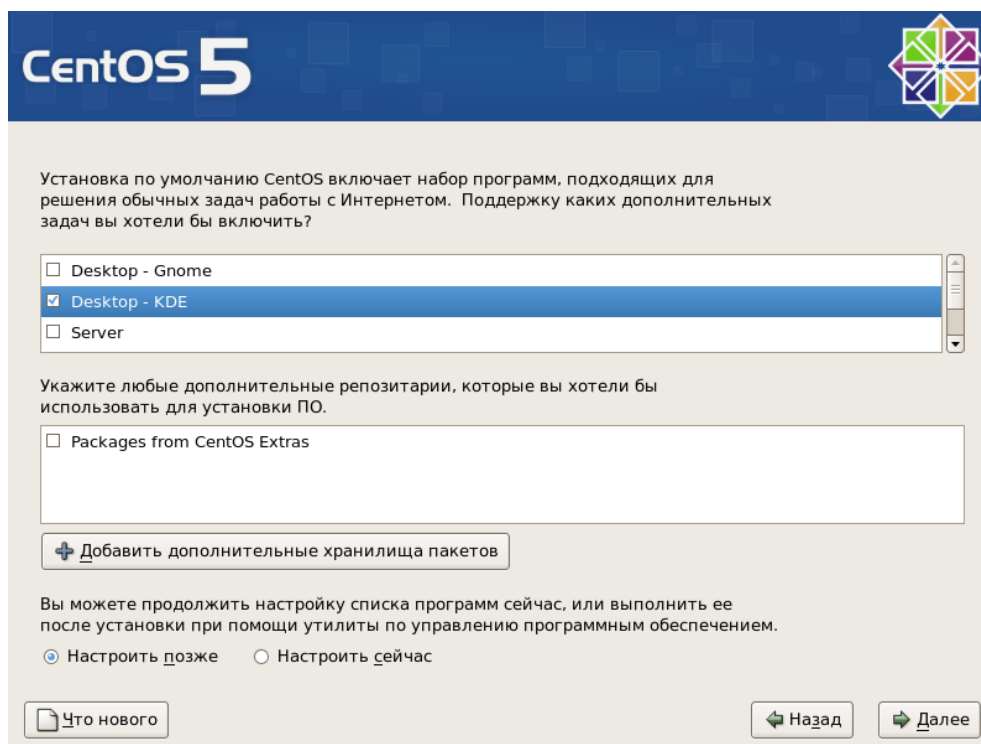 CentOS 5
Установка по умолчанию CentOS включает набор программ, подходящих для
решения обычных задач работы с Интернетом. Поддержку каких дополнительных
задач вы хотели бы включить?
Desktop - Gnome
Desktop - KDE
Server
Укажите любые дополнительные репозитарии, которые вы хотели бы
использовать для установки ПО.
Packages from CentOS Extras
Добавить дополнительные хранилища пакетов
Вы можете продолжить настройку списка программ сейчас, или выполнить ее
после установки при помощи утилиты по управлению программным обеспечением.
Настроить позже Настроить сейчас
Что нового Назад Далее